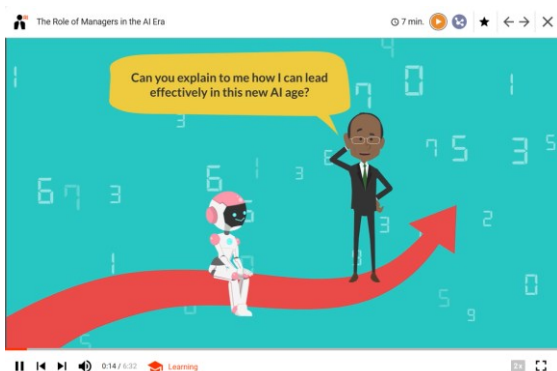 The Role of Managers in the AI Era
7 min.
Can you explain to me how I can lead
effectively in this new AI age?
0:14 / 6:32
Learning
2x